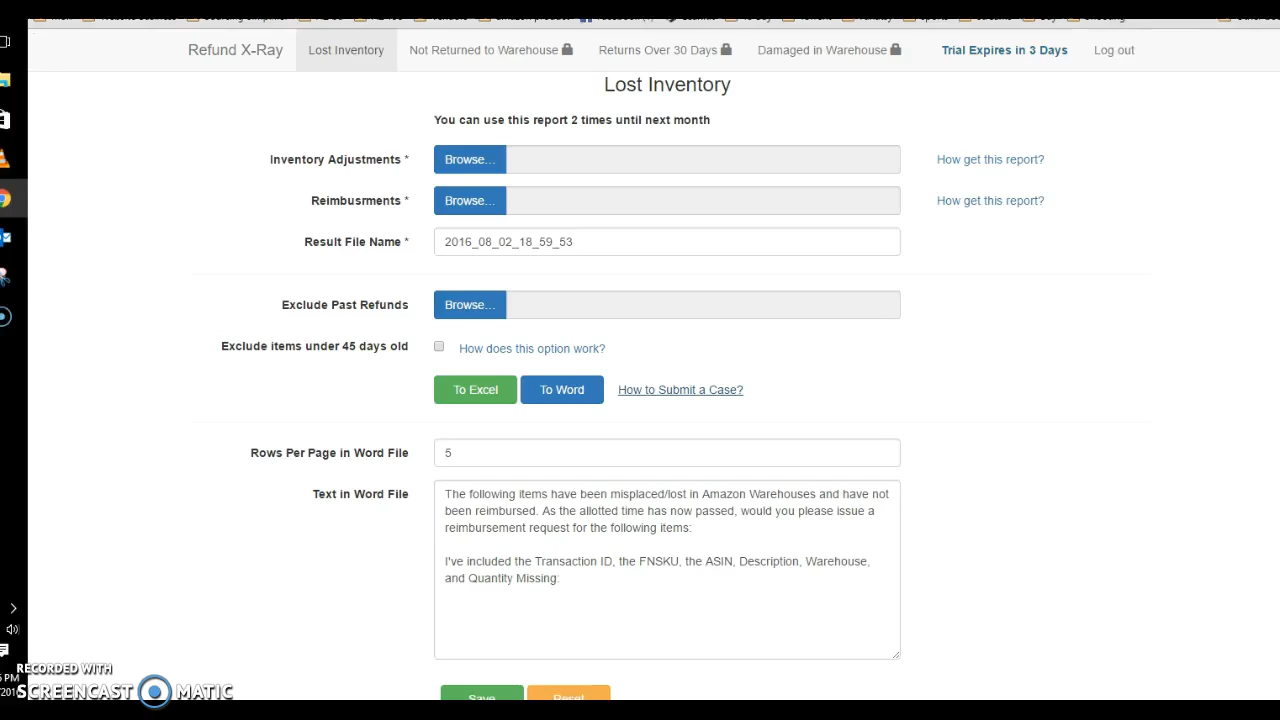 Refund X-Ray Lost Inventory Not Returned to Warehouse Returns Over 30 Days Damaged in Warehouse Trial Expires in 3 Days Log out
Lost Inventory
You can use this report 2 times until next month
Inventory Adjustments * Browse... How get this report?
Reimbusrments * Browse... How get this report?
Result File Name * 2016_08_02_18_59_53
Exclude Past Refunds Browse...
Exclude items under 45 days old How does this option work?
To Excel To Word How to Submit a Case?
Rows Per Page in Word File 5
Text in Word File
The following items have been misplaced/lost in Amazon Warehouses and have not
been reimbursed. As the allotted time has now passed, would you please issue a
reimbursement request for the following items:
I've included the Transaction ID, the FNSKU, the ASIN, Description, Warehouse,
and Quantity Missing:
RECORDED WITH
SCREENCAST MATIC
Save Reset